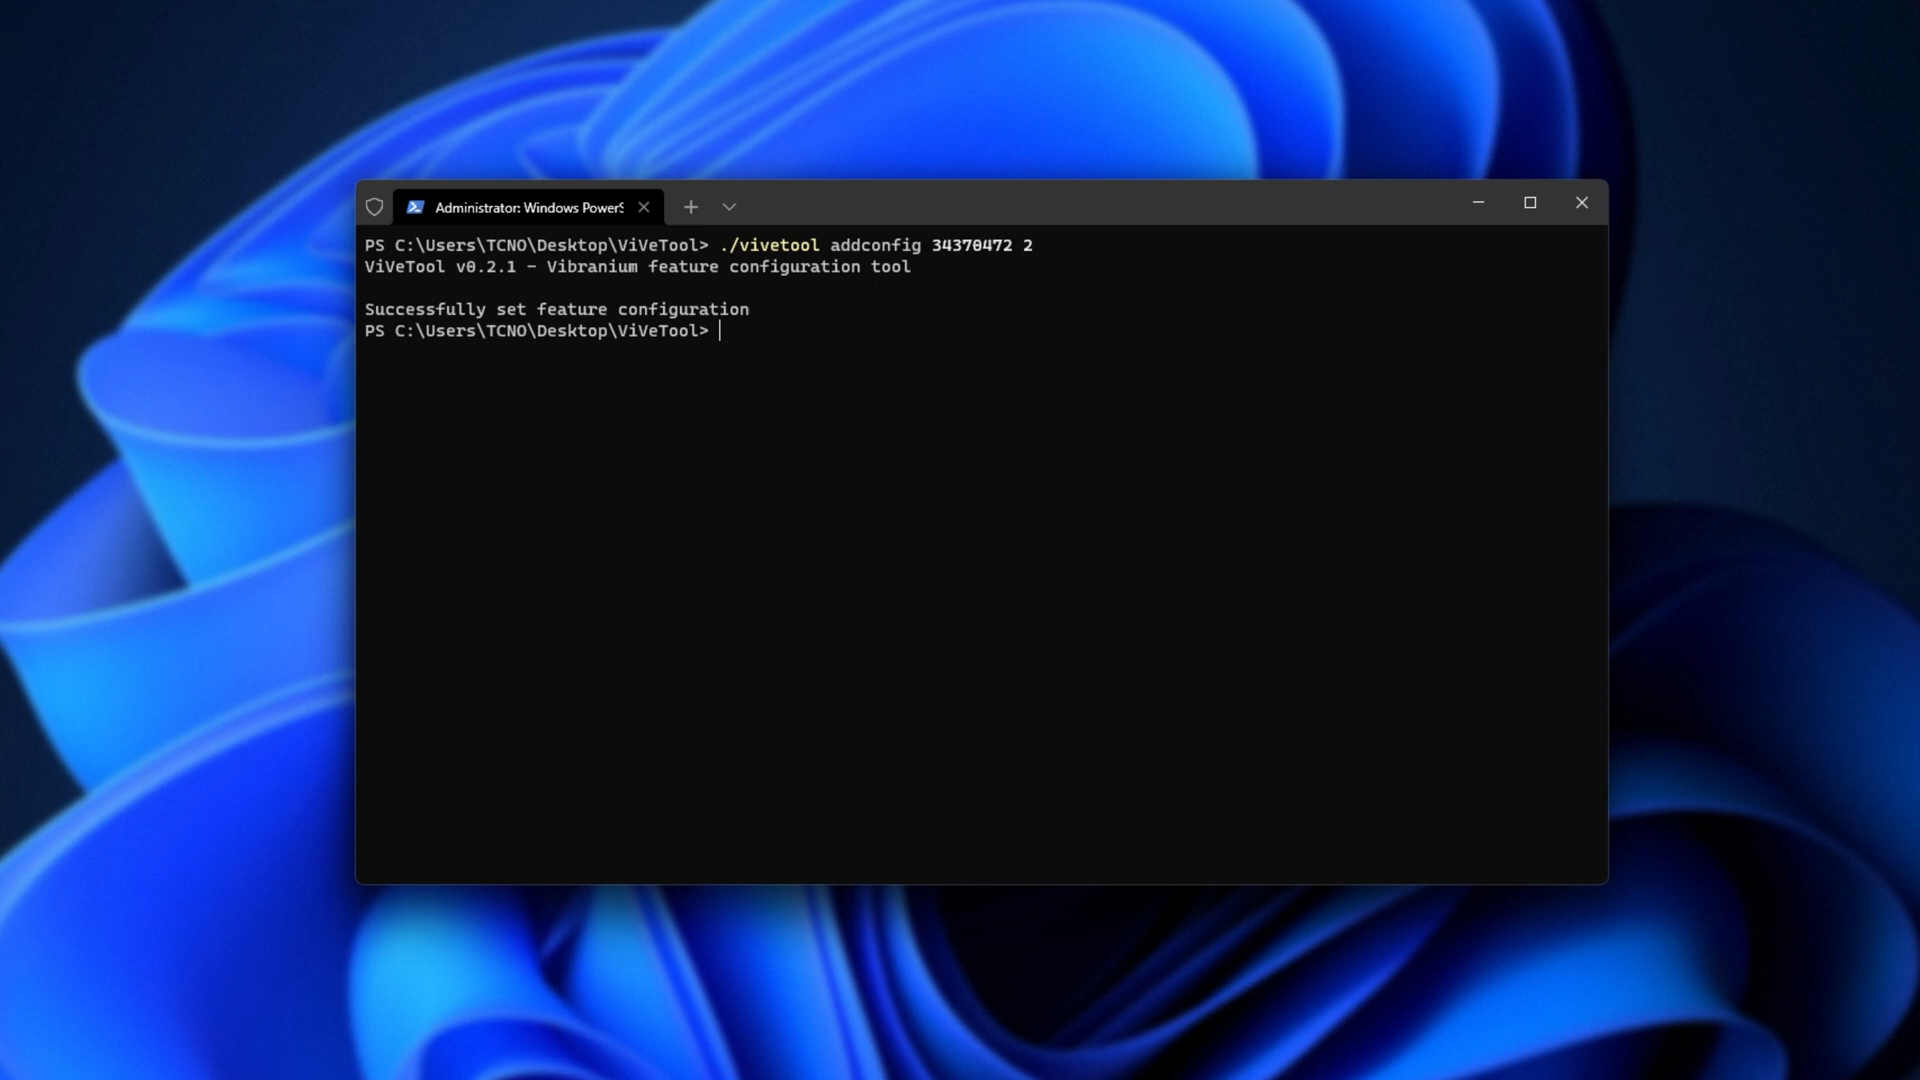 Administrator: Windows PowerS
PS C:\Users\TCNO\Desktop\ViVeTool> ./vivetool addconfig 34370472 2
ViVeTool v0.2.1 - Vibranium feature configuration tool
Successfully set feature configuration
PS C:\Users\TCNO\Desktop\ViVeTool>